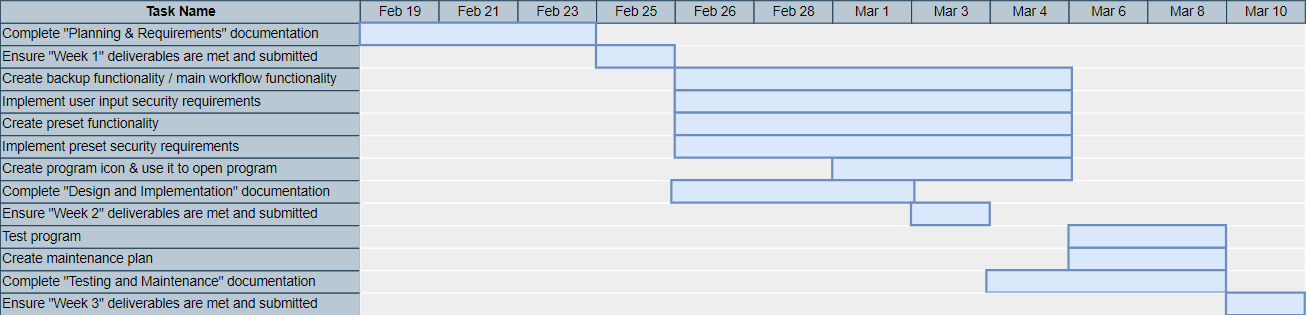 Task Name Feb 19 Feb 21 Feb 23 Feb 25 Feb 26 Feb 28 Mar 1 Mar 3 Mar 4 Mar 6 Mar 8 Mar 10
Complete "Planning & Requirements" documentation
Ensure "Week 1" deliverables are met and submitted
Create backup functionality / main workflow functionality
Implement user input security requirements
Create preset functionality
Implement preset security requirements
Create program icon & use it to open program
Complete "Design and Implementation" documentation
Ensure "Week 2" deliverables are met and submitted
Test program
Create maintenance plan
Complete "Testing and Maintenance" documentation
Ensure "Week 3" deliverables are met and submitted